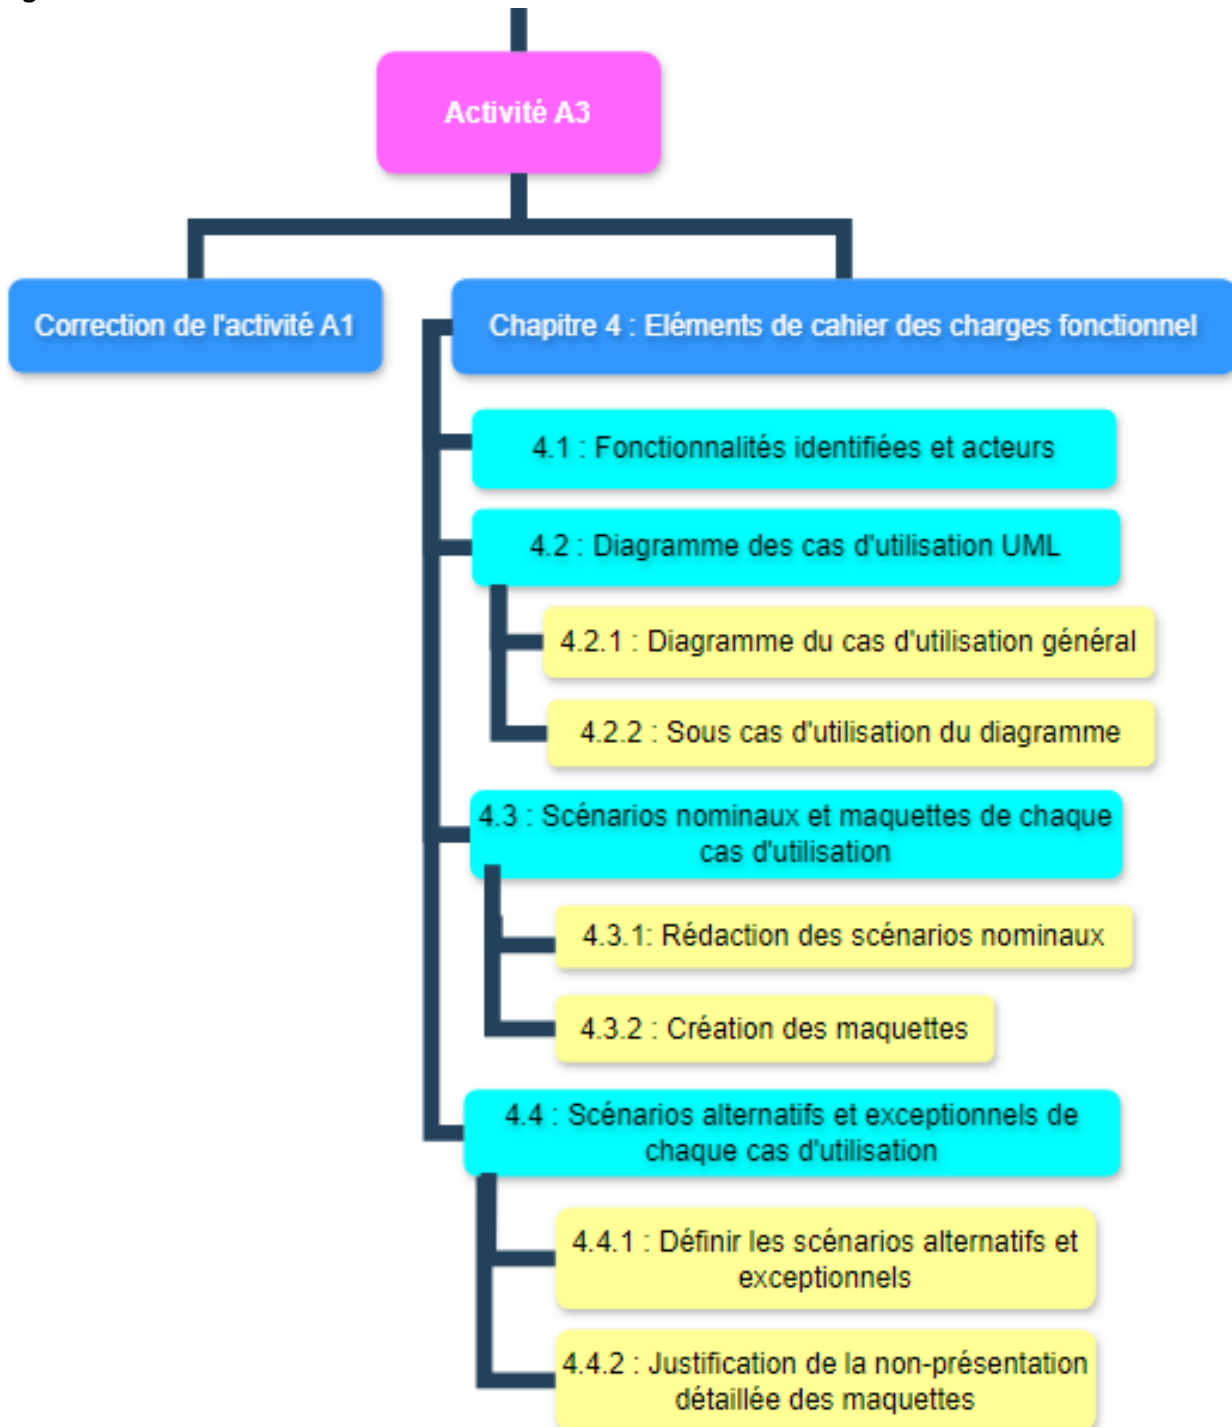 Activité A3
Correction de l'activité A1
Chapitre 4 : Eléments de cahier des charges fonctionnel
4.1 : Fonctionnalités identifiées et acteurs
4.2 : Diagramme des cas d'utilisation UML
4.2.1 : Diagramme du cas d'utilisation général
4.2.2 : Sous cas d'utilisation du diagramme
4.3 : Scénarios nominaux et maquettes de chaque
cas d'utilisation
4.3.1: Rédaction des scénarios nominaux
4.3.2 : Création des maquettes
4.4 : Scénarios alternatifs et exceptionnels de
chaque cas d'utilisation
4.4.1 : Définir les scénarios alternatifs et
exceptionnels
4.4.2 : Justification de la non-présentation
détaillée des maquettes